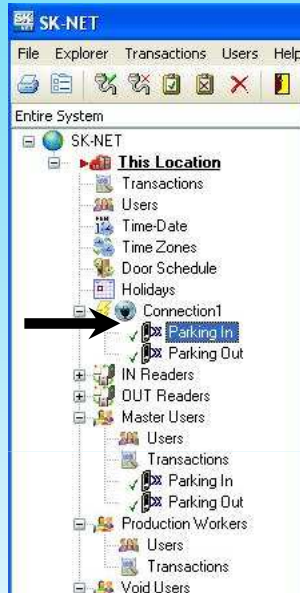 SK-NET
File Explorer Transactions Users Help
Entire System
SK-NET
This Location
Transactions
Users
Time-Date
Time Zones
Door Schedule
Holidays
Connection1
Parking In
Parking Out
IN Readers
OUT Readers
Master Users
Users
Transactions
Parking In
Parking Out
Production Workers
Users
Transactions
Void Users